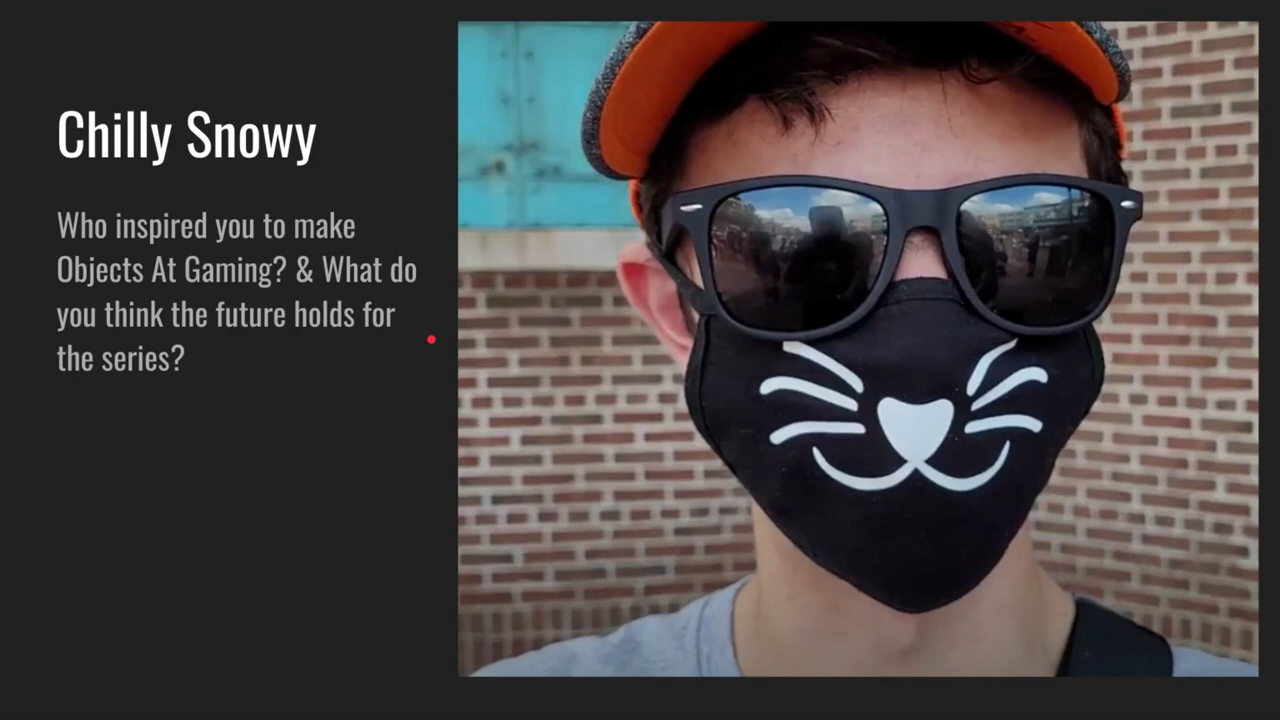 Chilly Snowy
Who inspired you to make
Objects At Gaming? & What do
you think the future holds for
the series?